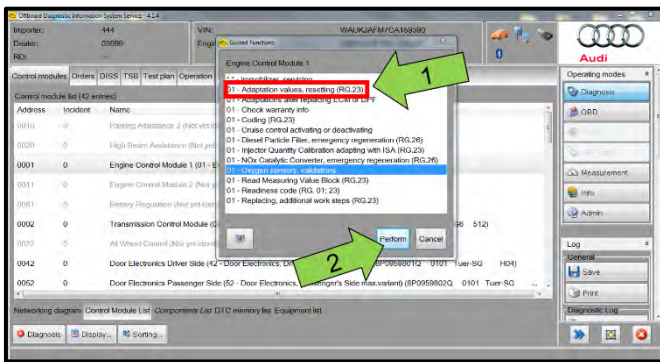 Offboard Diagnostic Information System Service - 4.1.4
Importer: 444
VIN: WAUKJAFM7CA159390
Dealer: 03088
Engi
RO:
0
Audi
Control modules Orders DISS TSB Test plan Operation
Control module list (42 entries)
Address Incident Name
0010 0 Parking Assistance 2 (Not yet id
0020 0 High Beam Assistance (Not yet
0001 Engine Control Module 1 (01 - E
0011 0 Engine Control Module 2 (Not y
0061 0 Battery Regulation (Not yet iden
0002 Transmission Control Module (0 512)
0022 0 All Wheel Control (Not yet ident
0042 0 Door Electronics Driver Side (42 - Door Electronics, Dri 0101 Tuer-SG H04)
0052 0 Door Electronics Passenger Side (52 - Door Electronics, Passenger's Side max.variant) (8P0959802Q 0101 Tuer-SG ...
Guided Functions
Engine Control Module 1
- Immobilizer, servicing
01 - Adaptation values, resetting (RG.23)
01 - Adaptations after replacing ECM or DPF
01 - Check warranty info
01 - Coding (RG.23)
01 - Cruise control activating or deactivating
01 - Diesel Particle Filter, emergency regeneration (RG.26)
01 - Injector Quantity Calibration adapting with ISA (RG.23)
01 - NOx Catalytic Converter, emergency regeneration (RG.26)
01 - Oxygen sensors, validations
01 - Read Measuring Value Block (RG.23)
01 - Readiness code (RG. 01; 23)
01 - Replacing, additional work steps (RG.23)
Perform Cancel
1
2
Networking diagram Control Module List Components List DTC memory list Equipment list
Diagnosis Display... Sorting...
Operating modes
Diagnosis
OBD
Measurement
Info
Admin
Log
General
Save
Print
Diagnostic Log